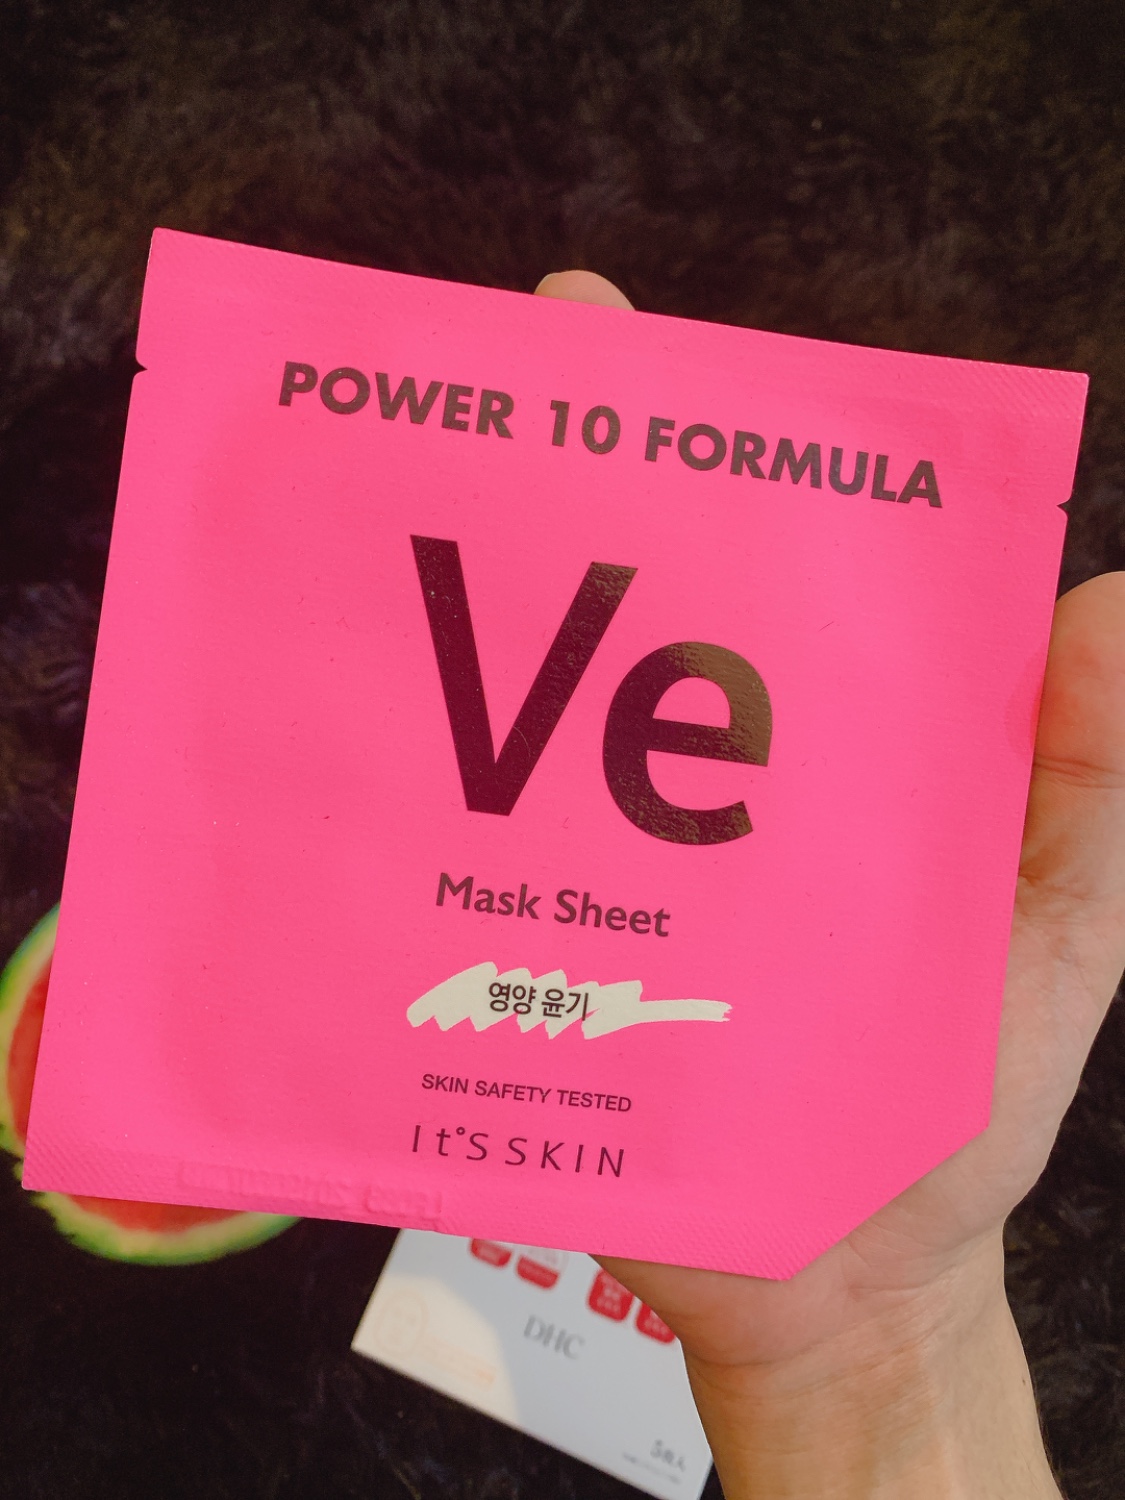 POWER 10 FORMULA
Ve
Mask Sheet
영양 윤기
SKIN SAFETY TESTED
It'S SKIN
DHC